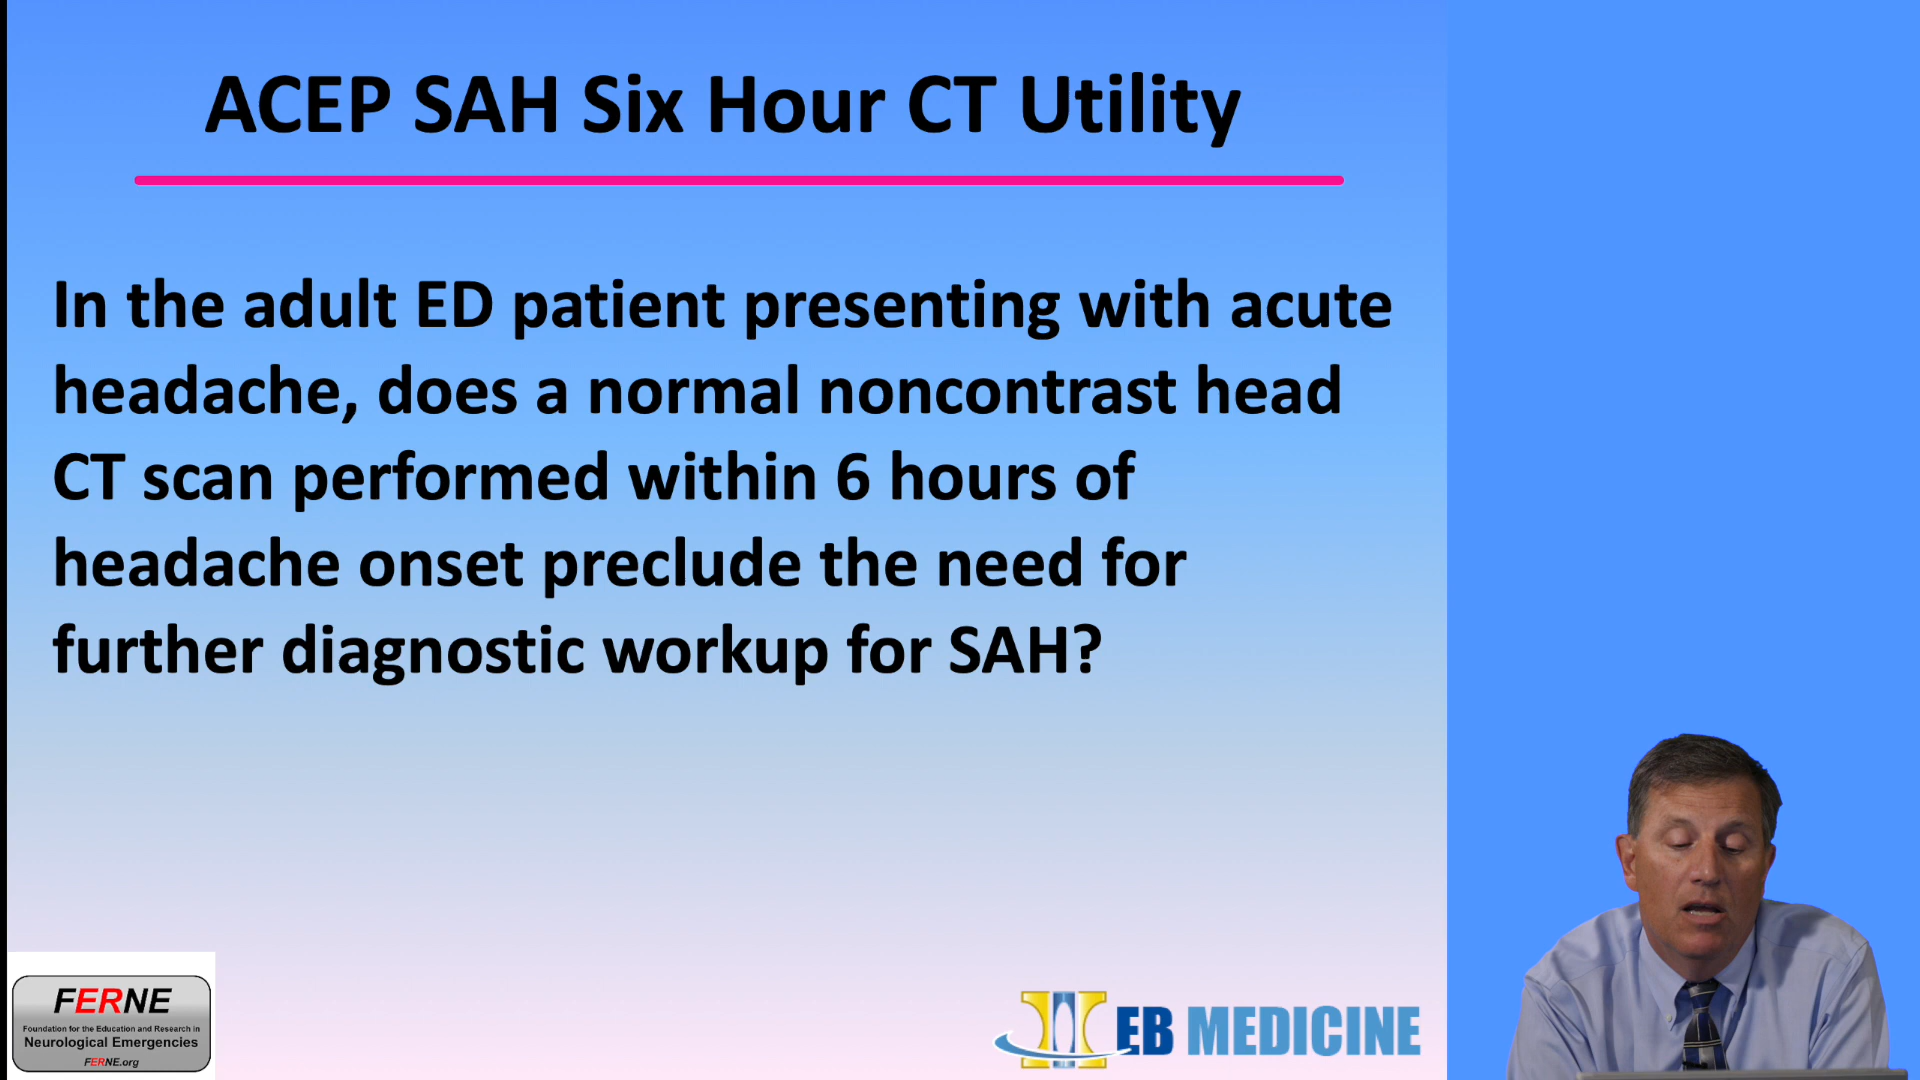 ACEP SAH Six Hour CT Utility
In the adult ED patient presenting with acute
headache, does a normal noncontrast head
CT scan performed within 6 hours of
headache onset preclude the need for
further diagnostic workup for SAH?
FERNE
Foundation for the Education and Research in
Neurological Emergencies
FERNE.org
EB MEDICINE